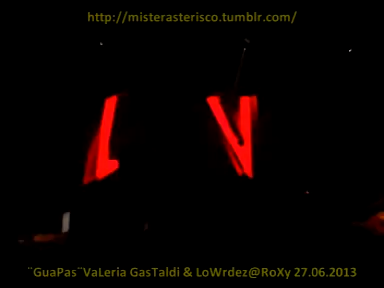 http://misterasterisco.tumblr.com/
¨GuaPas¨VaLeria GasTaldi & LoWrdez@RoXy 27.06.2013